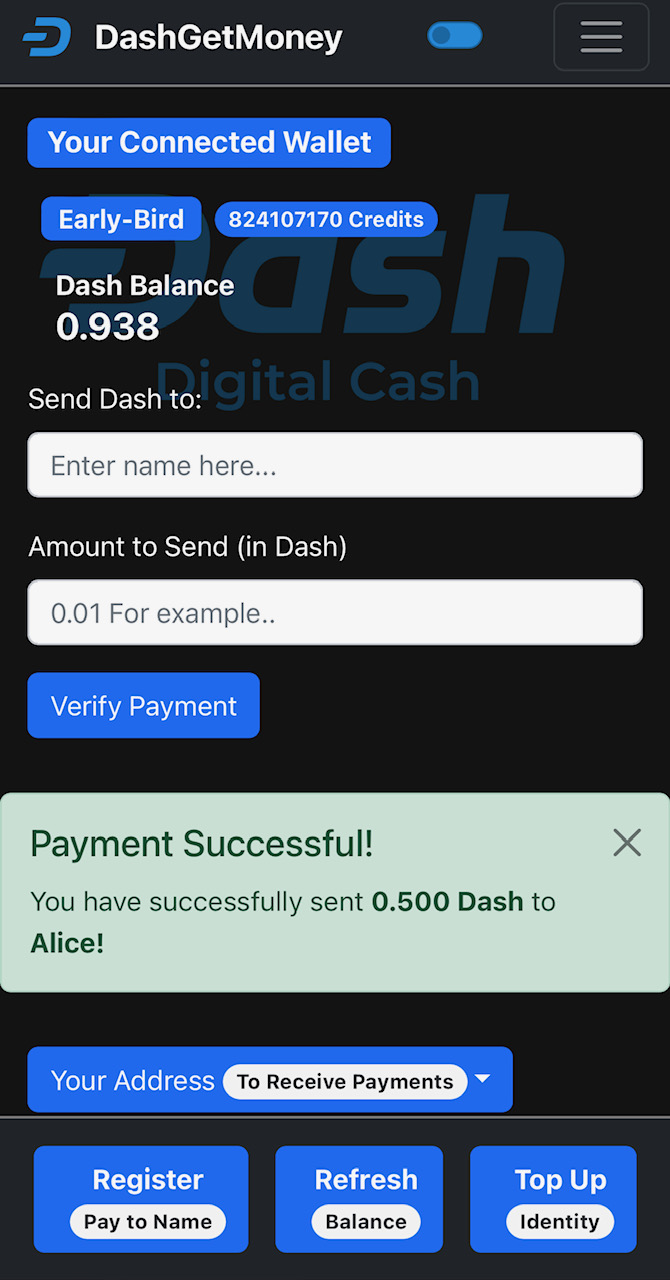 DashGetMoney
Your Connected Wallet
Early-Bird 824107170 Credits
Dash
Dash Balance
0.938
Digital Cash
Send Dash to:
Enter name here...
Amount to Send (in Dash)
0.01 For example..
Verify Payment
Payment Successful!
You have successfully sent 0.500 Dash to
Alice!
Your Address To Receive Payments
Register Refresh Top Up
Pay to Name Balance Identity